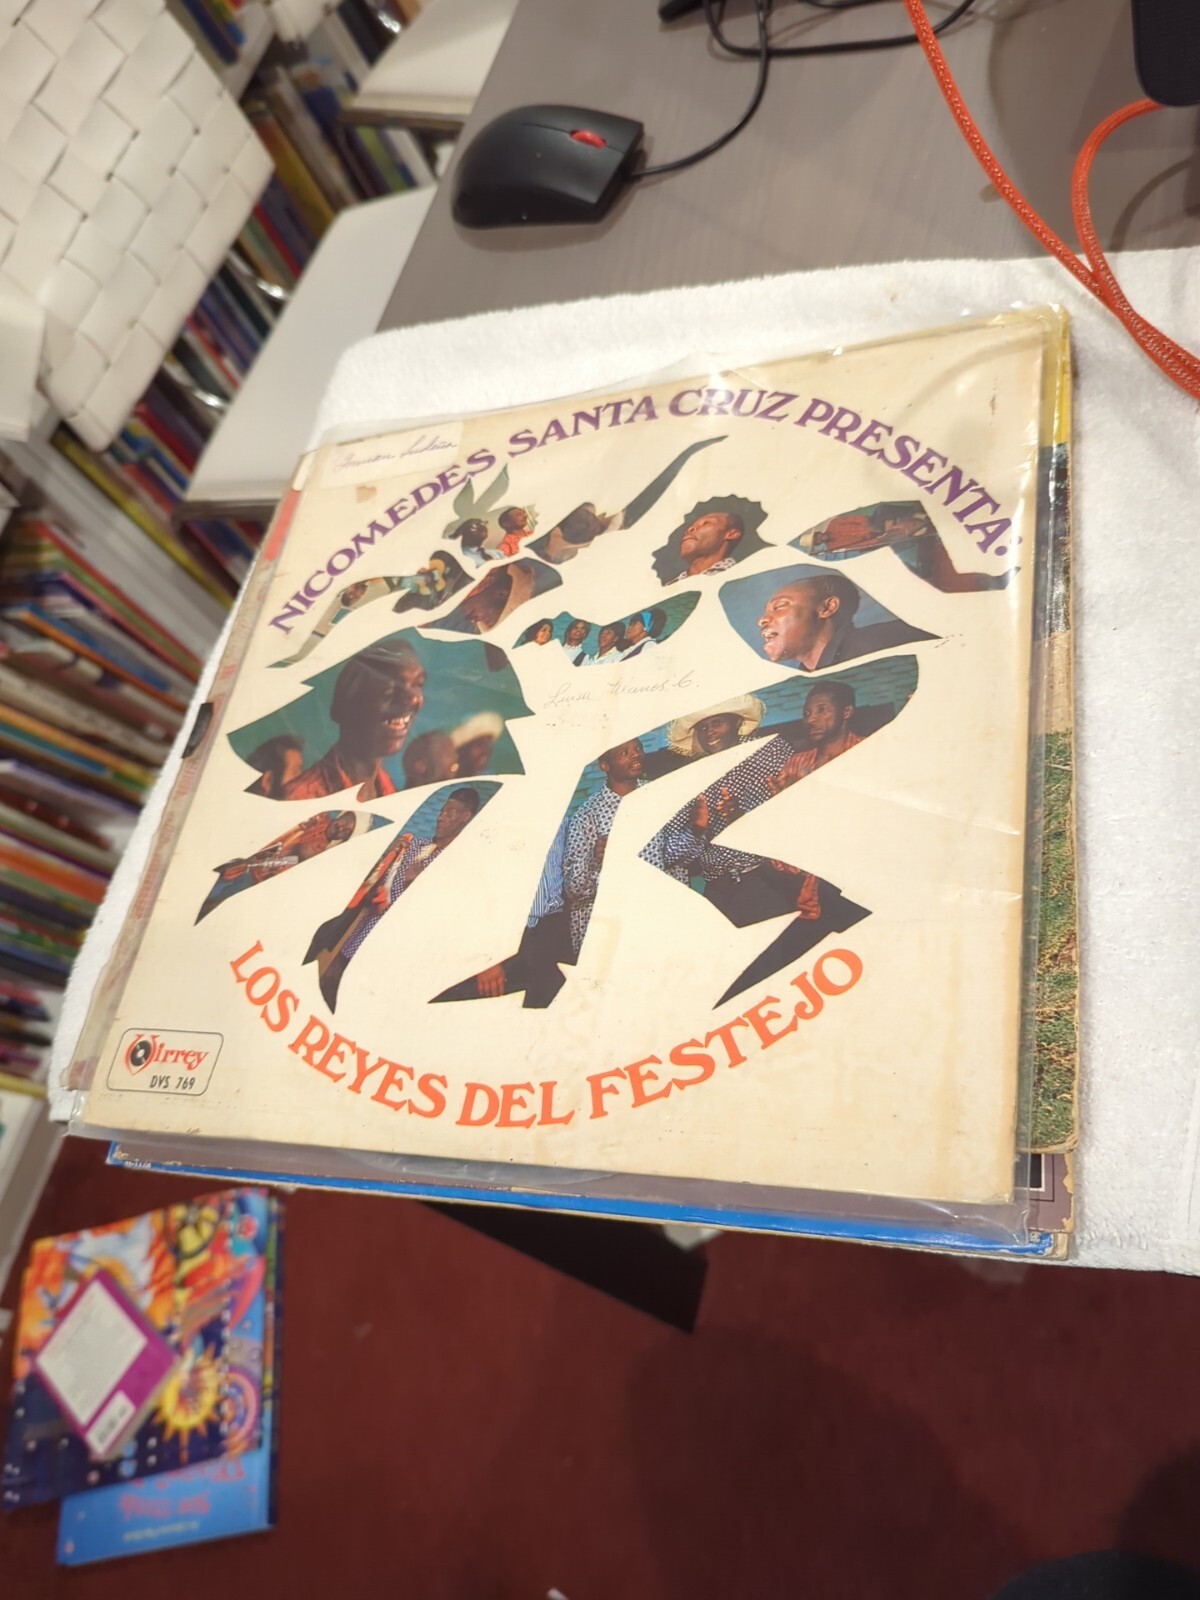 NICOMEDES SANTA CRUZ PRESENTA:
LOS REYES DEL FESTEJO
Virrey
DVS 769